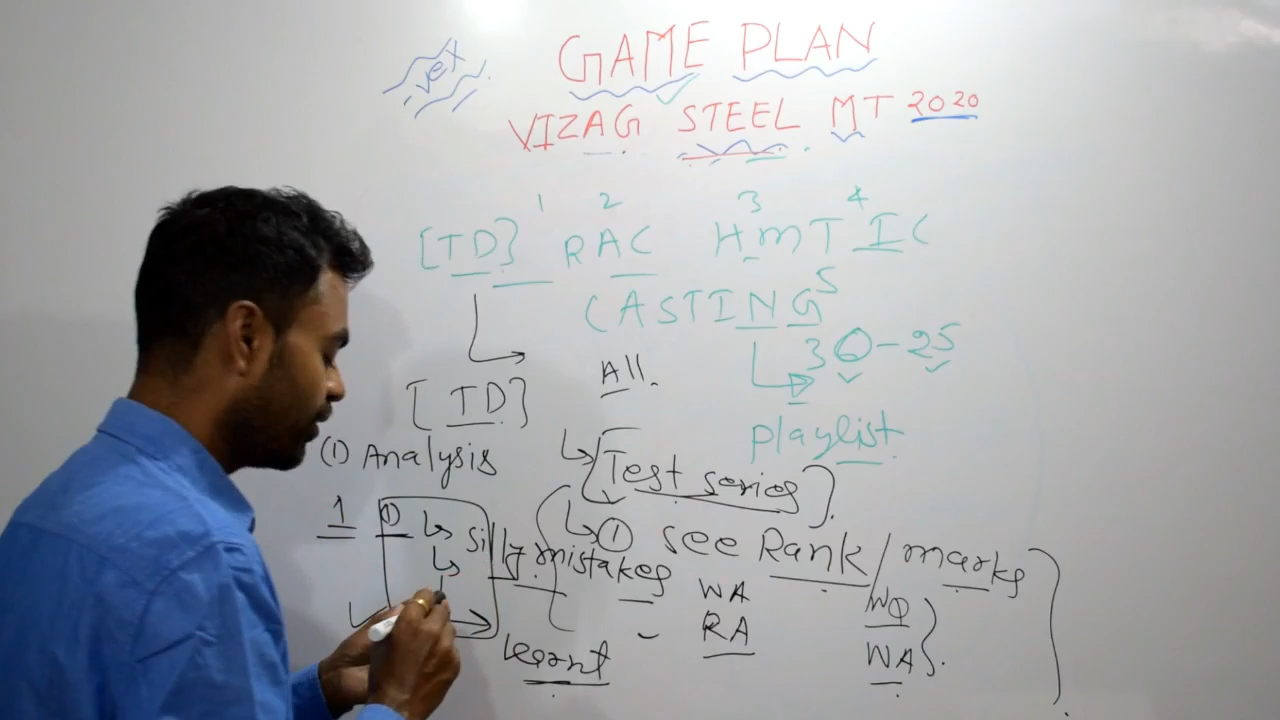 GAME PLAN
VIZAG STEEL MT 2020
1 2 3 4
[TD] RAC HMT IC
CASTING 5
30-25
All.
[TD]
playlist
(1) Analysis
[Test series]
1 ① silly mistakes
① see Rank/marks
WA WQ
RA WA
learnt